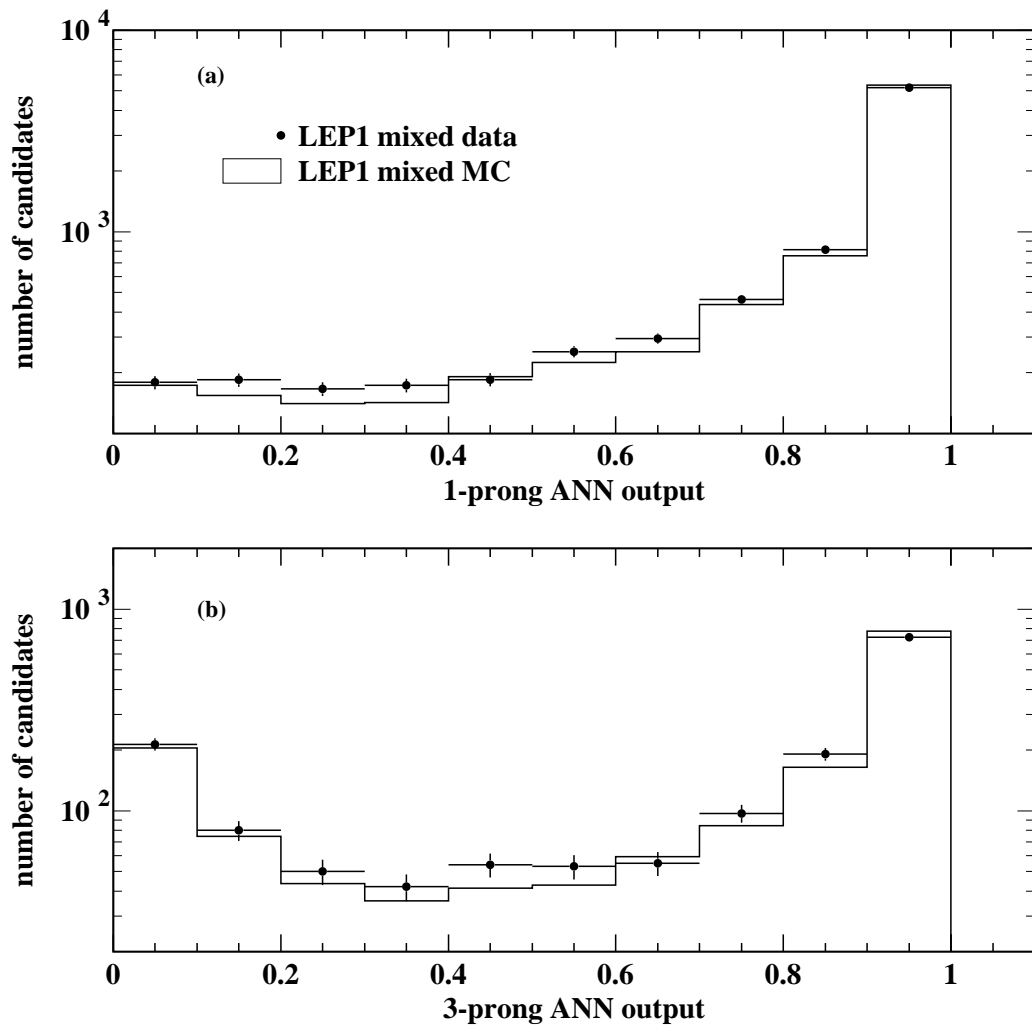 10 4
(a)
LEP1 mixed data
LEP1 mixed MC
number of candidates
10 3
0 0.2 0.4 0.6 0.8 1
1-prong ANN output
10 3
(b)
number of candidates
10 2
0 0.2 0.4 0.6 0.8 1
3-prong ANN output